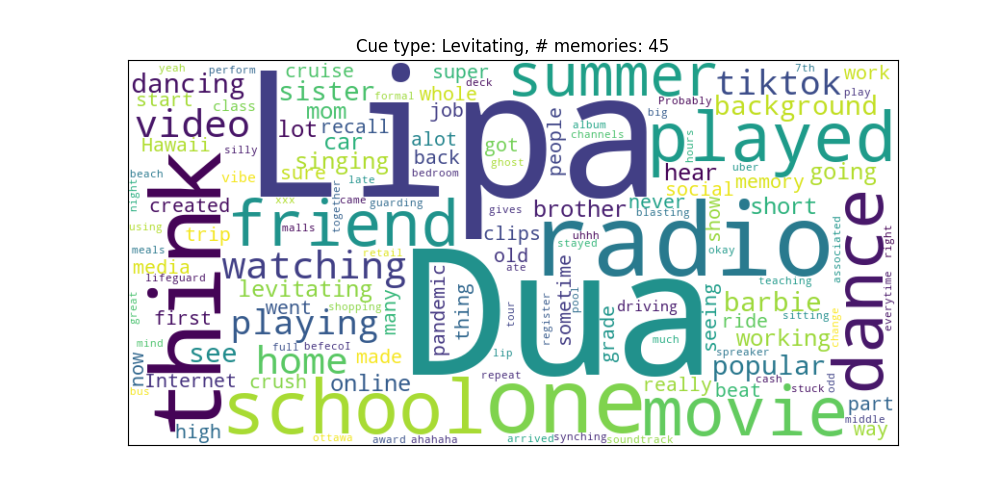 Cue type: Levitating, # memories: 45
yeah perform cruise super summer 7th work
dancing sister formal whole deck tiktok play
start class mom job Probably background
video Lipa lot recall alot people album big played
Hawaii silly car back got channels hours
singing ghost hear uber going
think vibe sure late bedroom social memory
beach xxx together came guarding never
night created friend gives brother blasting show short
using trip malls clips uhhh radio associated right
meals media retail old stayed okay dance
lifeguard watching ate teaching everytime
great levitating many pandemic thing tour sometime pool driving seeing barbie
first went shopping Dua register grade ride sitting change
mind playing much working
now see full befecoI lip spreaker popular
Internet home made repeat cash odd
bus crush online one really beat stuck
high school movie part
middle
ottawa award ahahaha arrived synching soundtrack way